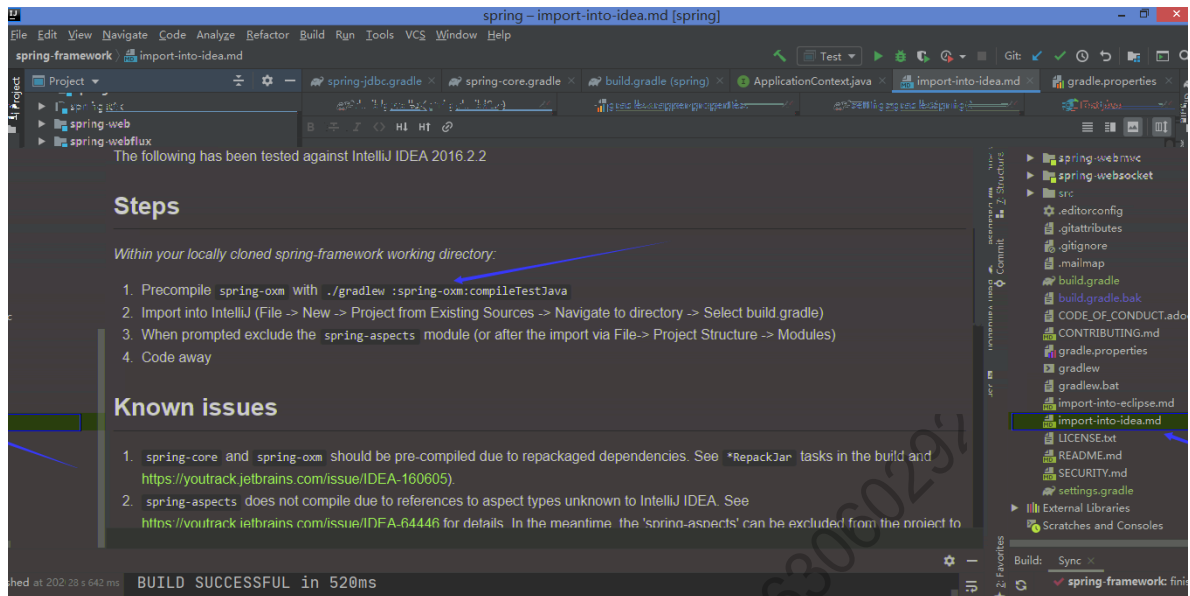 spring – import-into-idea.md [spring]
File Edit View Navigate Code Analyze Refactor Build Run Tools VCS Window Help
spring-framework import-into-idea.md
Test
Git:
Project
spring-jdbc.gradle
spring-core.gradle
build.gradle (spring)
ApplicationContext.java
import-into-idea.md
gradle.properties
spring-web
spring-webflux
B I <> H↓ H↑
The following has been tested against IntelliJ IDEA 2016.2.2
Steps
Within your locally cloned spring-framework working directory:
1. Precompile spring-oxm with ./gradlew :spring-oxm:compileTestJava
2. Import into IntelliJ (File -> New -> Project from Existing Sources -> Navigate to directory -> Select build.gradle)
3. When prompted exclude the spring-aspects module (or after the import via File-> Project Structure -> Modules)
4. Code away
Known issues
1. spring-core and spring-oxm should be pre-compiled due to repackaged dependencies. See *RepackJar tasks in the build and
https://youtrack.jetbrains.com/issue/IDEA-160605).
2. spring-aspects does not compile due to references to aspect types unknown to IntelliJ IDEA. See
https://youtrack.jetbrains.com/issue/IDEA-64446 for details. In the meantime, the 'spring-aspects' can be excluded from the project to
Project
Z: Structure
Commit
2: Favorites
spring-webmvc
spring-websocket
src
.editorconfig
.gitattributes
.gitignore
.mailmap
build.gradle
build.gradle.bak
CODE_OF_CONDUCT.ado
CONTRIBUTING.md
gradle.properties
gradlew
gradlew.bat
import-into-eclipse.md
import-into-idea.md
LICENSE.txt
README.md
SECURITY.md
settings.gradle
External Libraries
Scratches and Consoles
Build: Sync
spring-framework: finis
shed at 202 28 s 642 ms
BUILD SUCCESSFUL in 520ms